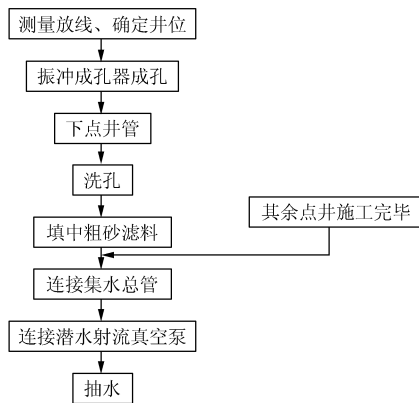 测量放线、确定井位
振冲成孔器成孔
下点井管
洗孔
填中粗砂滤料
其余点井施工完毕
连接集水总管
连接潜水射流真空泵
抽水